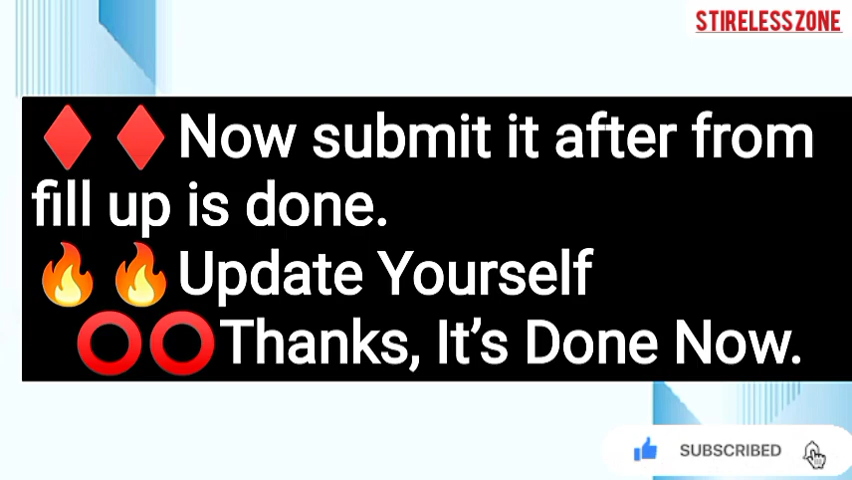 STIRELESSZONE
♦️♦️Now submit it after from
fill up is done.
🔥🔥Update Yourself
⭕⭕Thanks, It’s Done Now.
SUBSCRIBED